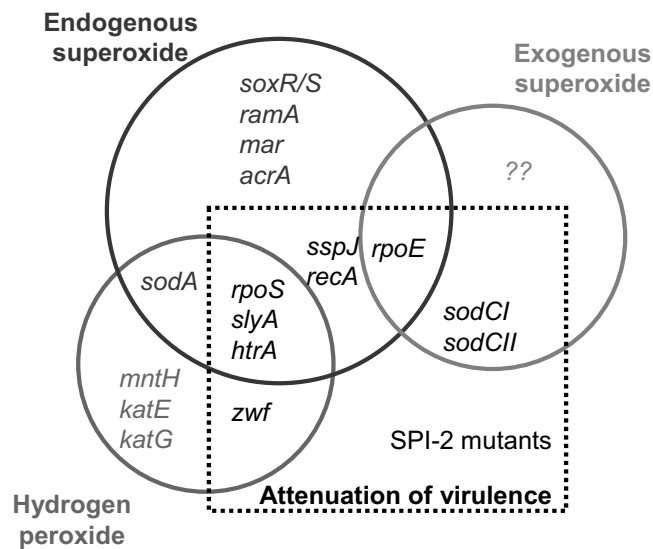 Endogenous
superoxide
Exogenous
superoxide
soxR/S
ramA
mar
acrA
??
sspJ
recA
rpoE
sodA
rpoS
slyA
htrA
sodCI
sodCII
mntH
katE
katG
zwf
SPI-2 mutants
Attenuation of virulence
Hydrogen
peroxide